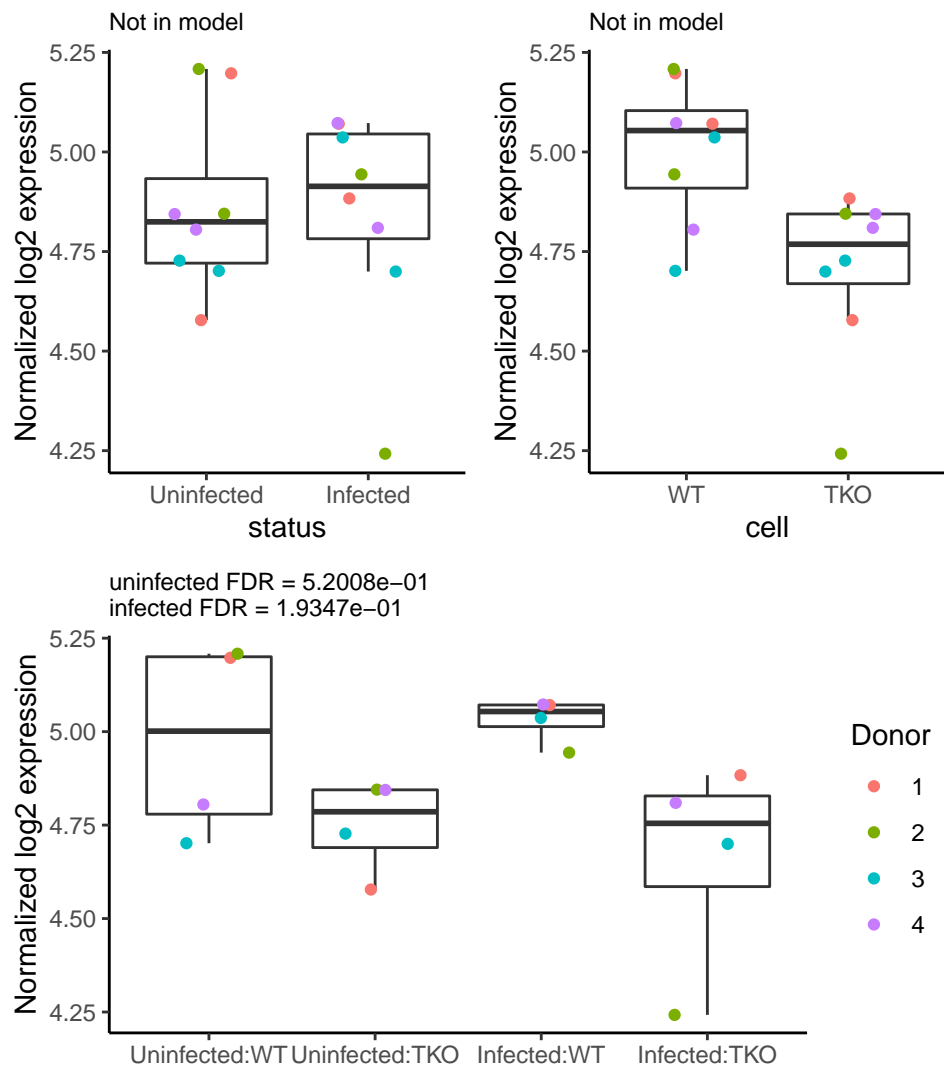 Not in model
Normalized log2 expression
5.25
5.00
4.75
4.50
4.25
Uninfected Infected
status
Not in model
Normalized log2 expression
5.25
5.00
4.75
4.50
4.25
WT TKO
cell
uninfected FDR = 5.2008e−01
infected FDR = 1.9347e−01
Normalized log2 expression
5.25
5.00
4.75
4.50
4.25
Uninfected:WT Uninfected:TKO Infected:WT Infected:TKO
Donor
1
2
3
4